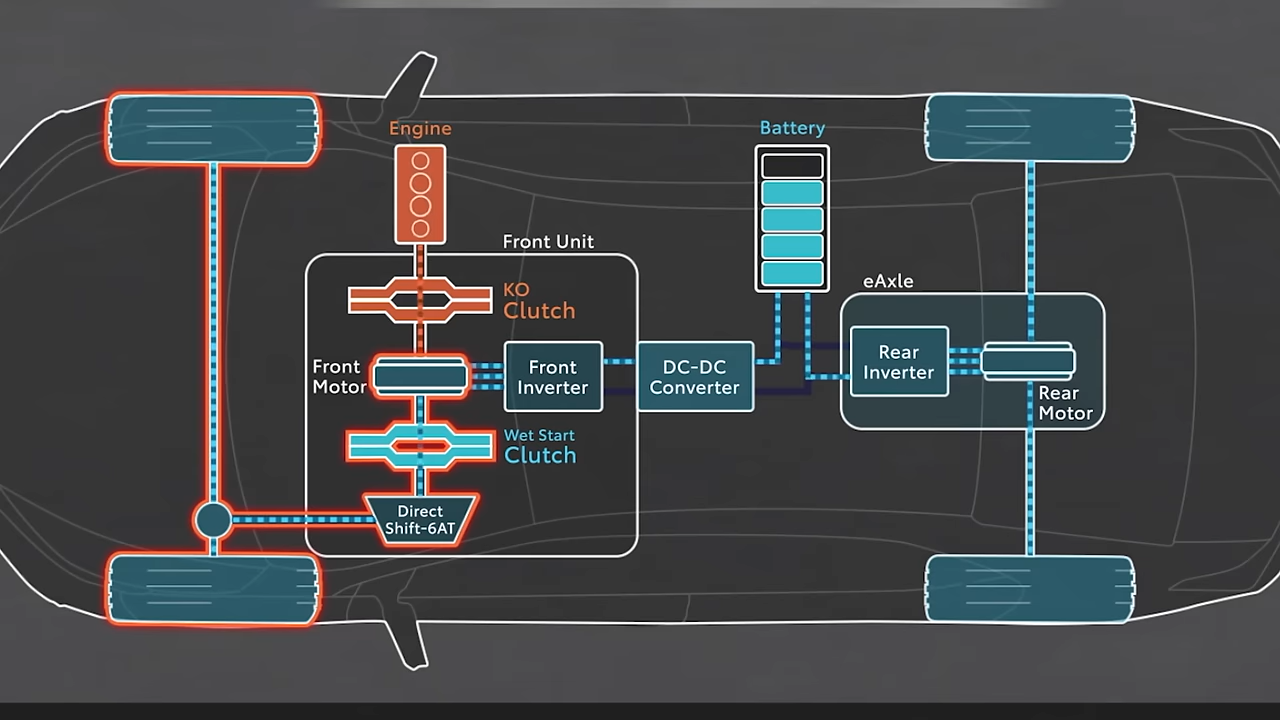 Engine
Battery
Front Unit
eAxle
KO
Clutch
Front
Motor
Front
Inverter
DC-DC
Converter
Rear
Inverter
Rear
Motor
Wet Start
Clutch
Direct
Shift-6AT